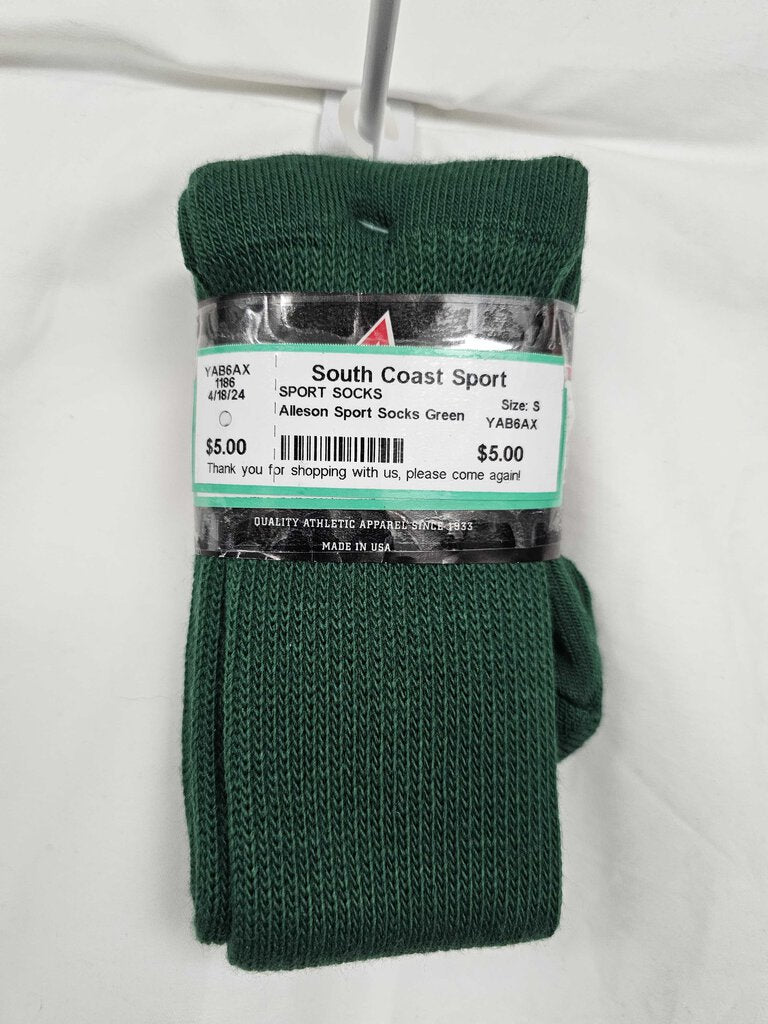 YAB6AX
1186
4/18/24
$5.00
South Coast Sport
SPORT SOCKS
Size: S
Alleson Sport Socks Green
YAB6AX
$5.00
Thank you for shopping with us, please come again!
QUALITY ATHLETIC APPAREL SINCE 1933
MADE IN USA